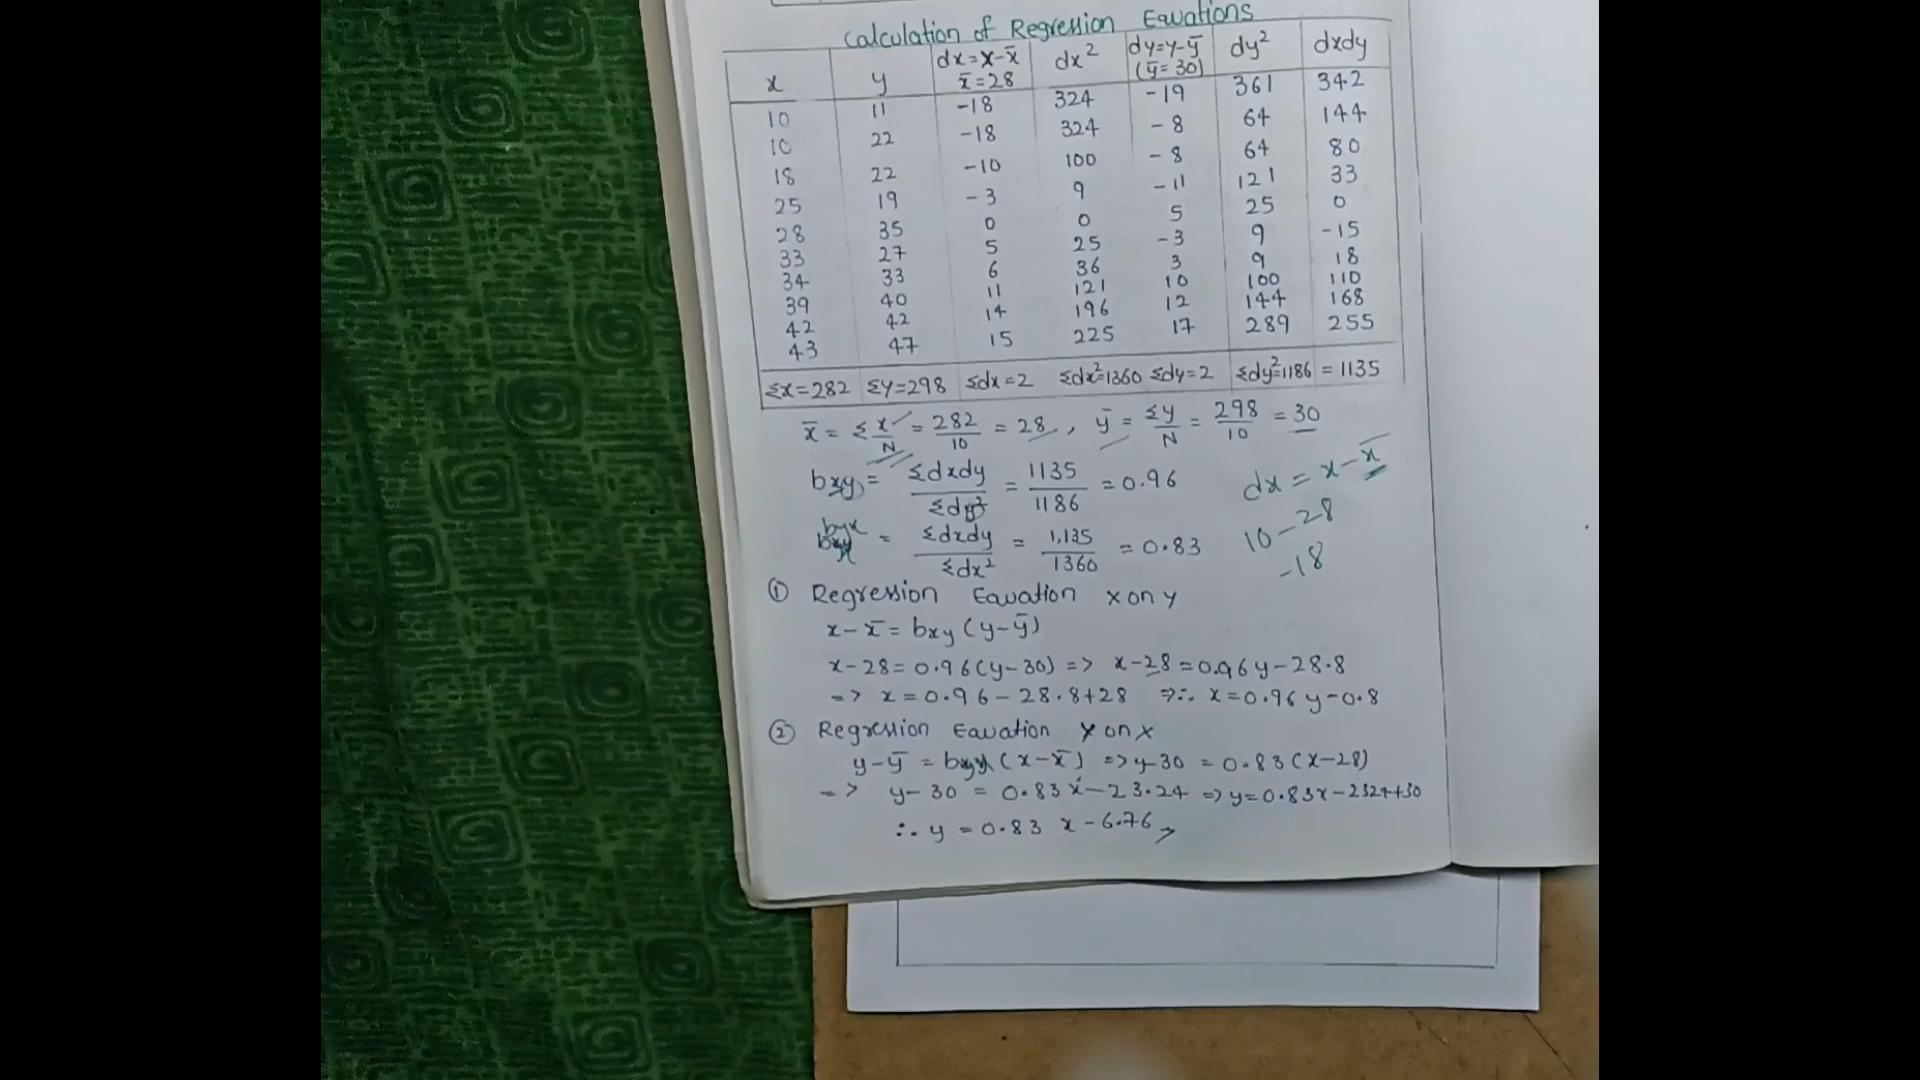 Calculation of Regression Equations
x y dx=x-x̄ x̄=28 dx² dy=y-ȳ (ȳ=30) dy² dxdy
10 11 -18 324 -19 361 342
10 22 -18 324 -8 64 144
18 22 -10 100 -8 64 80
25 19 -3 9 -11 121 33
28 35 0 0 5 25 0
33 27 5 25 -3 9 -15
34 33 6 36 3 9 18
39 40 11 121 10 100 110
42 42 14 196 12 144 168
43 47 15 225 17 289 255
Σx=282 Σy=298 Σdx=2 Σdx²=1360 Σdy=2 Σdy²=1186 =1135
x̄ = Σx/N = 282/10 = 28, ȳ = Σy/N = 298/10 = 30
bxy = Σdxdy/Σdy² = 1135/1186 = 0.96
dx = x-x̄
10-28
-18
byx = Σdxdy/Σdx² = 1,135/1360 = 0.83
① Regression Equation x on y
x-x̄ = bxy (y-ȳ)
x-28=0.96(y-30) => x-28=0.96y-28.8
=> x=0.96-28.8+28 =>∴ x=0.96y-0.8
② Regression Equation y on x
y-ȳ = byx (x-x̄) => y-30 = 0.83(x-28)
=> y-30 = 0.83x-23.24 => y=0.83x-2324+30
∴ y = 0.83 x-6.76